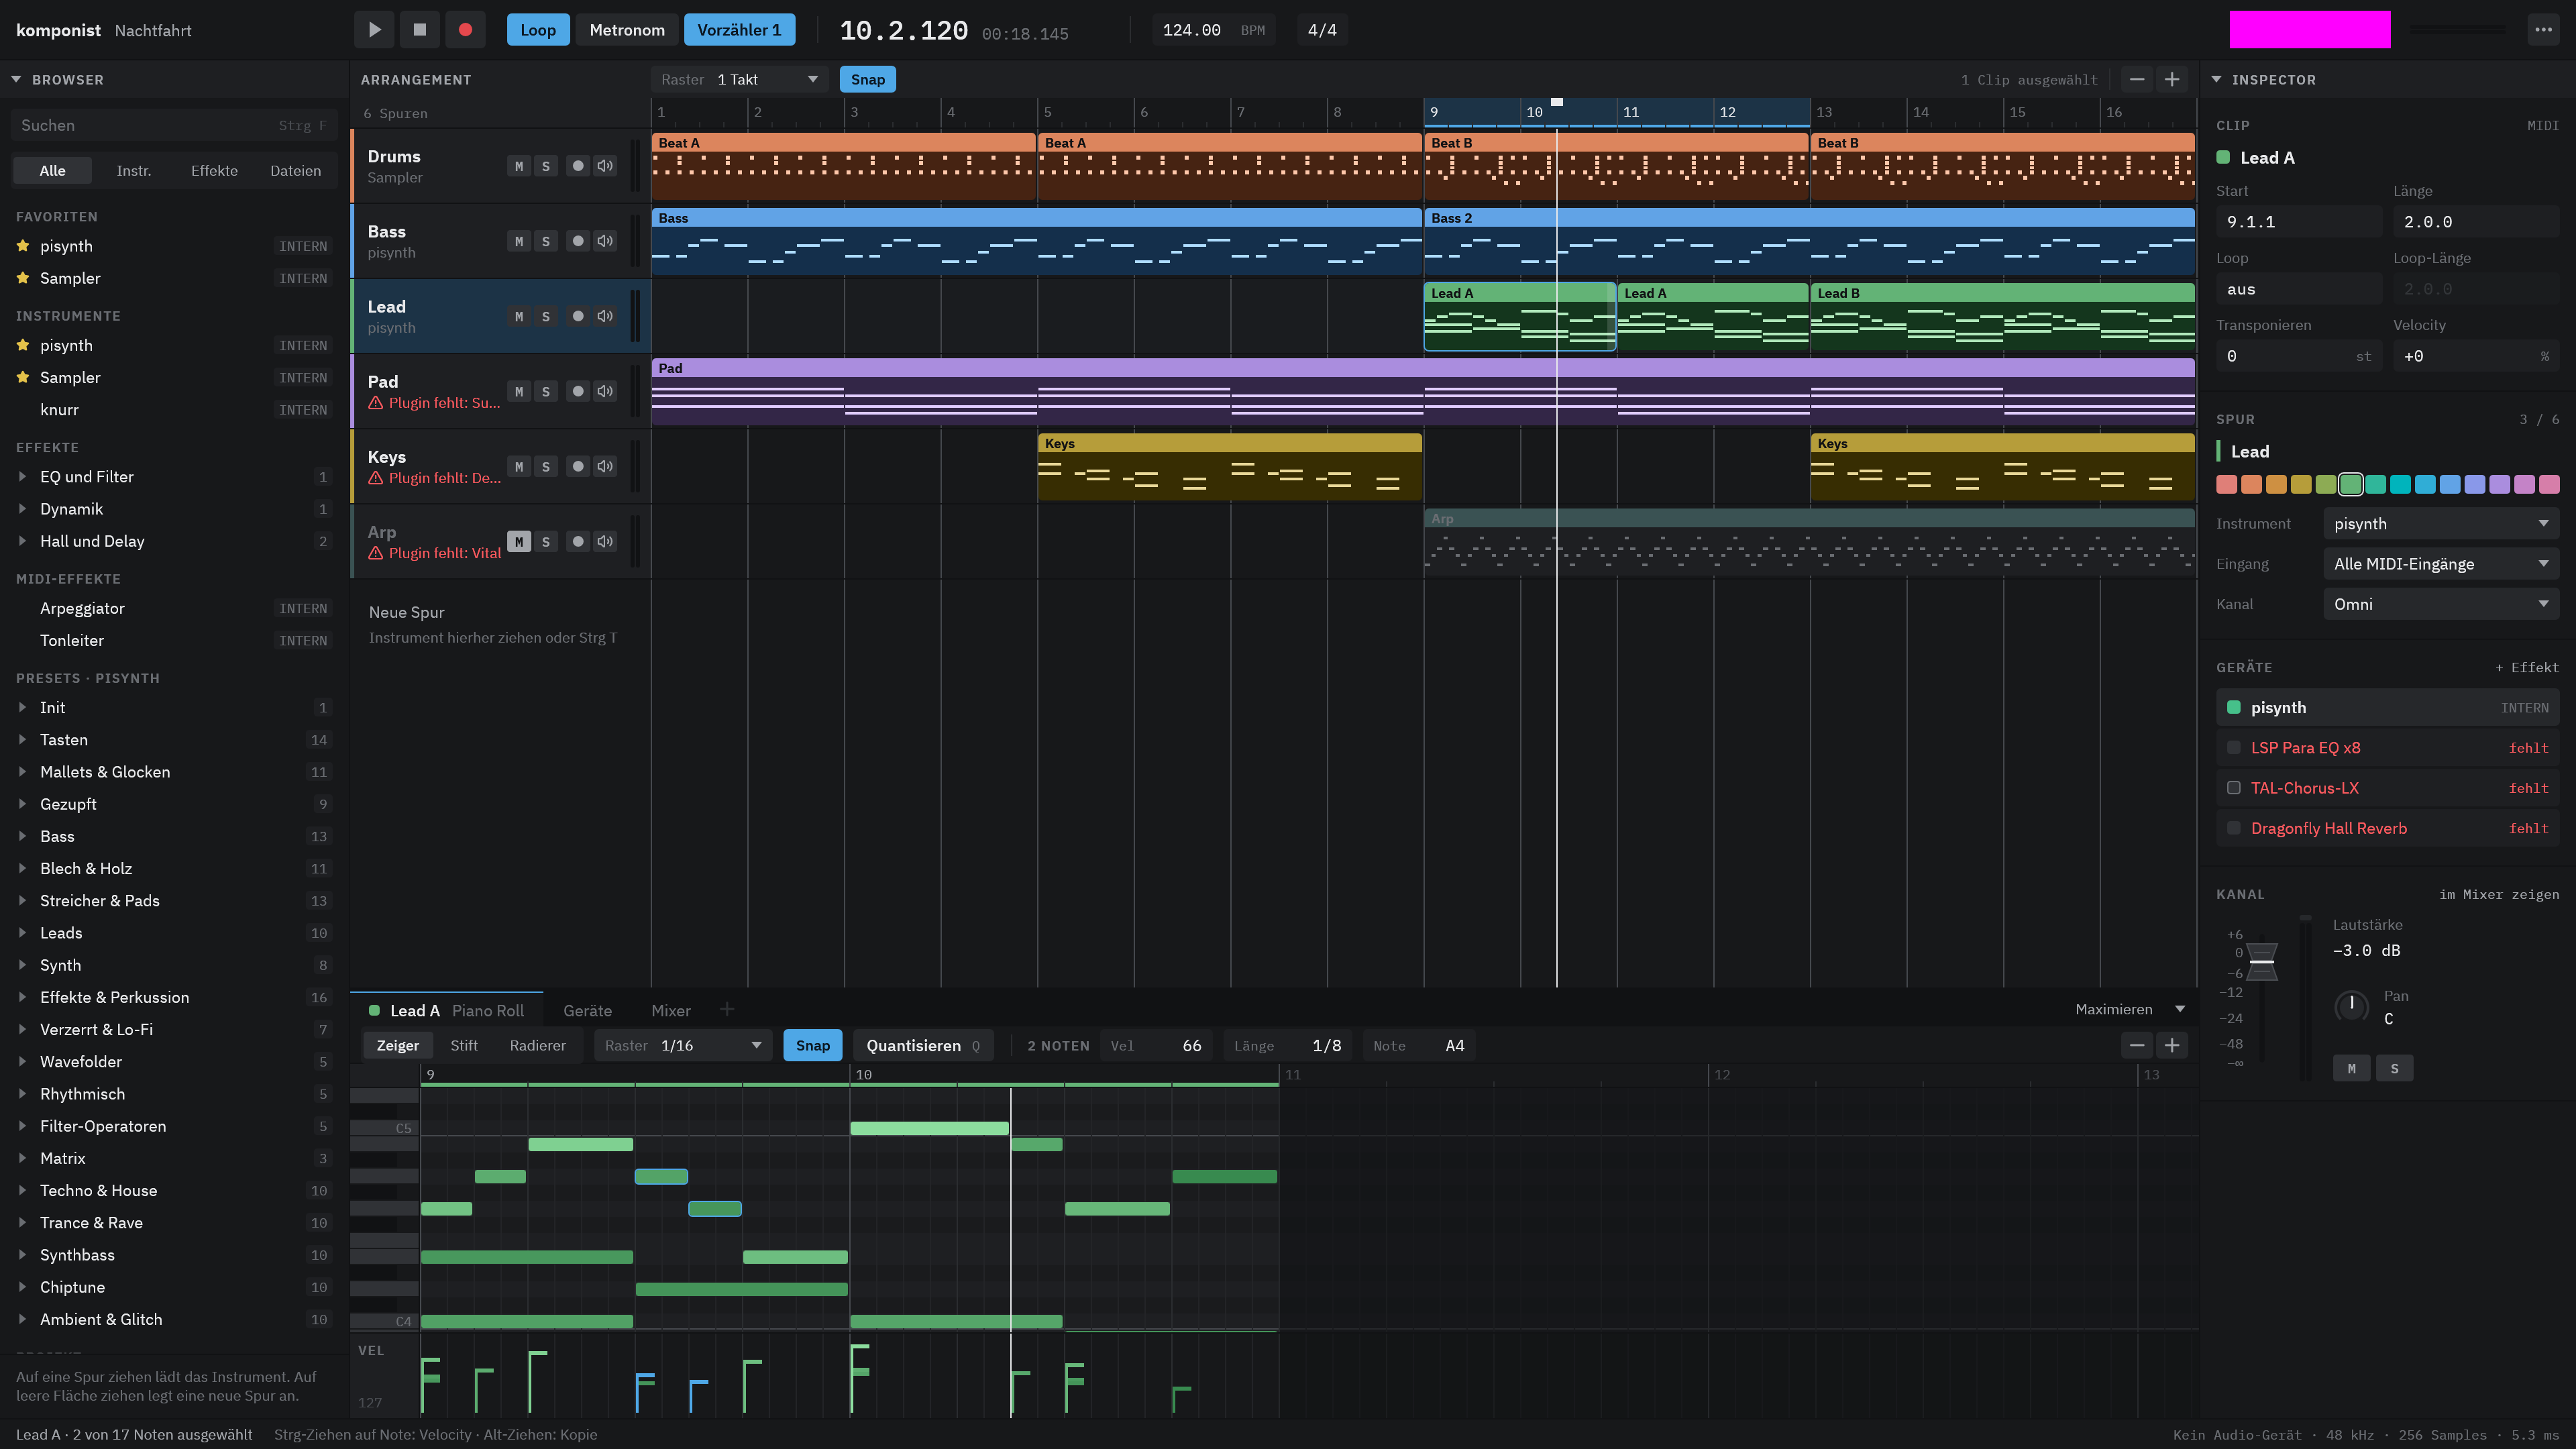 komponist Nachtfahrt
Loop Metronom Vorzähler 1 10.2.120 00:18.145 124.00 BPM 4/4
BROWSER
Suchen Strg F
Alle Instr. Effekte Dateien
FAVORITEN
pisynth INTERN
Sampler INTERN
INSTRUMENTE
pisynth INTERN
Sampler INTERN
knurr INTERN
EFFEKTE
EQ und Filter 1
Dynamik 1
Hall und Delay 2
MIDI-EFFEKTE
Arpeggiator INTERN
Tonleiter INTERN
PRESETS · PISYNTH
Init 1
Tasten 14
Mallets & Glocken 11
Gezupft 9
Bass 13
Blech & Holz 11
Streicher & Pads 13
Leads 10
Synth 8
Effekte & Perkussion 16
Verzerrt & Lo-Fi 7
Wavefolder 5
Rhythmisch 5
Filter-Operatoren 5
Matrix 3
Techno & House 10
Trance & Rave 10
Synthbass 10
Chiptune 10
Ambient & Glitch 10
Auf eine Spur ziehen lädt das Instrument. Auf
leere Fläche ziehen legt eine neue Spur an.
ARRANGEMENT Raster 1 Takt Snap 1 Clip ausgewählt
6 Spuren 1 2 3 4 5 6 7 8 9 10 11 12 13 14 15 16
Drums M S
Sampler
Beat A Beat A Beat B Beat B
Bass M S
pisynth
Bass Bass 2
Lead M S
pisynth
Lead A Lead A Lead B
Pad M S
Plugin fehlt: Su...
Pad
Keys M S
Plugin fehlt: De...
Keys Keys
Arp M S
Plugin fehlt: Vital
Arp
Neue Spur
Instrument hierher ziehen oder Strg T
Lead A Piano Roll Geräte Mixer Maximieren
Zeiger Stift Radierer Raster 1/16 Snap Quantisieren Q 2 NOTEN Vel 66 Länge 1/8 Note A4
9 10 11 12 13
C5
C4
VEL
127
INSPECTOR
CLIP MIDI
Lead A
Start Länge
9.1.1 2.0.0
Loop Loop-Länge
aus 2.0.0
Transponieren Velocity
0 st +0 %
SPUR 3 / 6
Lead
Instrument pisynth
Eingang Alle MIDI-Eingänge
Kanal Omni
GERÄTE + Effekt
pisynth INTERN
LSP Para EQ x8 fehlt
TAL-Chorus-LX fehlt
Dragonfly Hall Reverb fehlt
KANAL im Mixer zeigen
+6
0
−6
−12
−24
−48
−∞
Lautstärke
−3.0 dB
Pan
C
M S
Lead A · 2 von 17 Noten ausgewählt Strg-Ziehen auf Note: Velocity · Alt-Ziehen: Kopie Kein Audio-Gerät · 48 kHz · 256 Samples · 5.3 ms